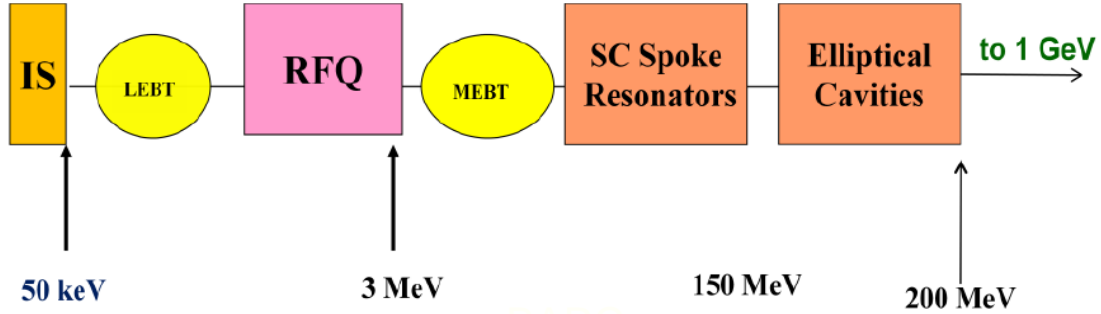 IS
LEBT
RFQ
MEBT
SC Spoke
Resonators
Elliptical
Cavities
to 1 GeV
50 keV
3 MeV
150 MeV
200 MeV